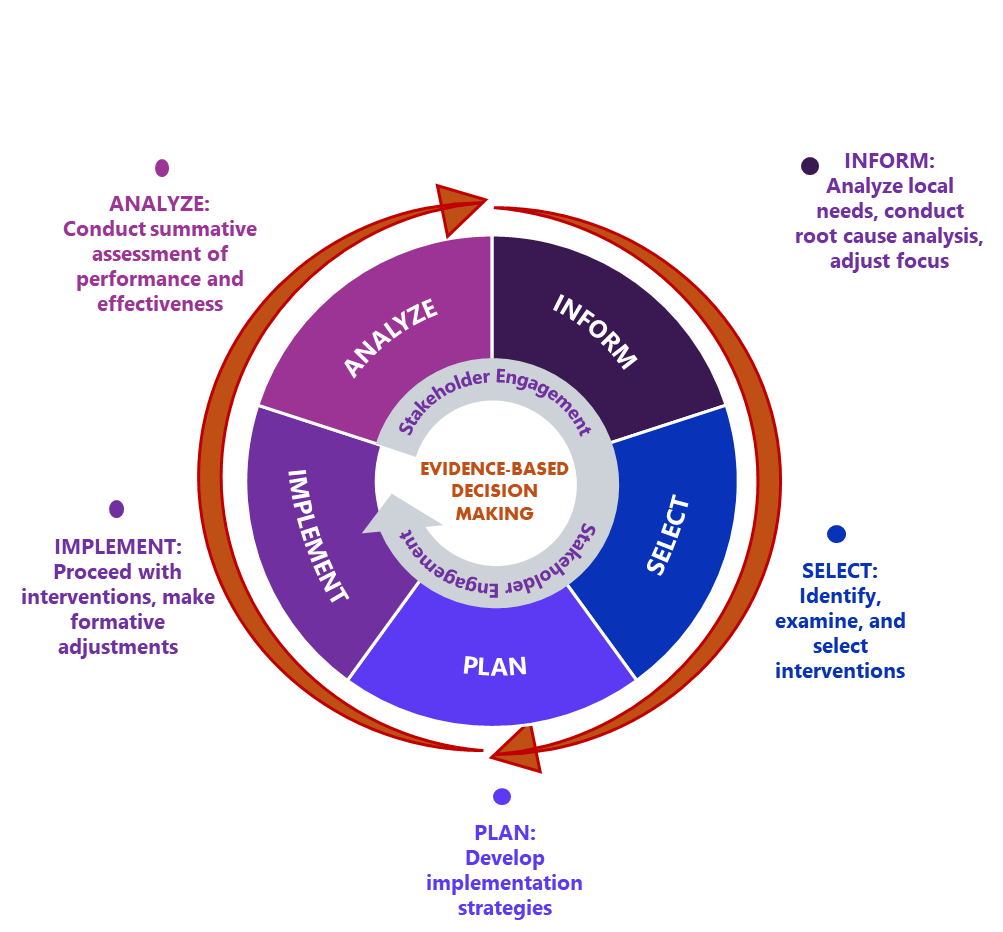 INFORM:
Analyze local
needs, conduct
root cause analysis,
adjust focus
ANALYZE:
Conduct summative
assessment of
performance and
effectiveness
ANALYZE
INFORM
Stakeholder Engagement
EVIDENCE-BASED
DECISION
MAKING
IMPLEMENT
SELECT
Stakeholder Engagement
PLAN
IMPLEMENT:
Proceed with
interventions, make
formative
adjustments
SELECT:
Identify,
examine, and
select
interventions
PLAN:
Develop
implementation
strategies